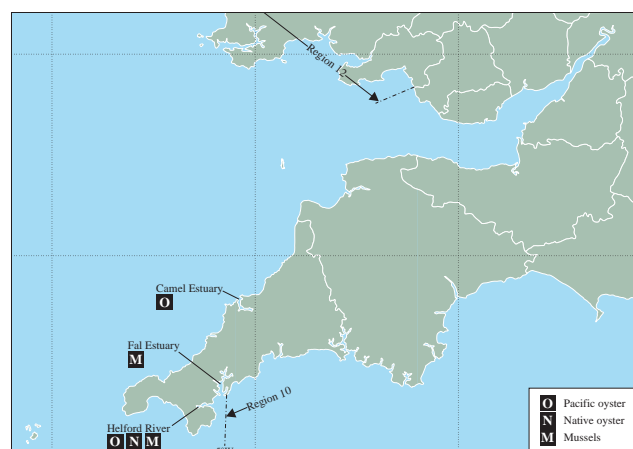 Region 12
Camel Estuary
O
Fal Estuary
M
Region 10
Helford River
O N M
O Pacific oyster
N Native oyster
M Mussels